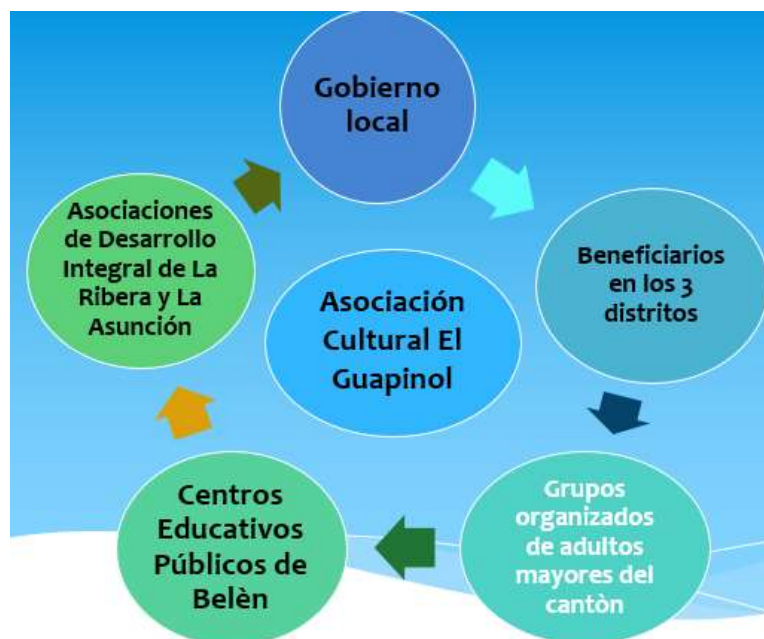 Gobierno
local
Beneficiarios
en los 3
distritos
Grupos
organizados
de adultos
mayores del
cantòn
Centros
Educativos
Públicos de
Belèn
Asociaciones
de Desarrollo
Integral de La
Ribera y La
Asunción
Asociación
Cultural El
Guapinol